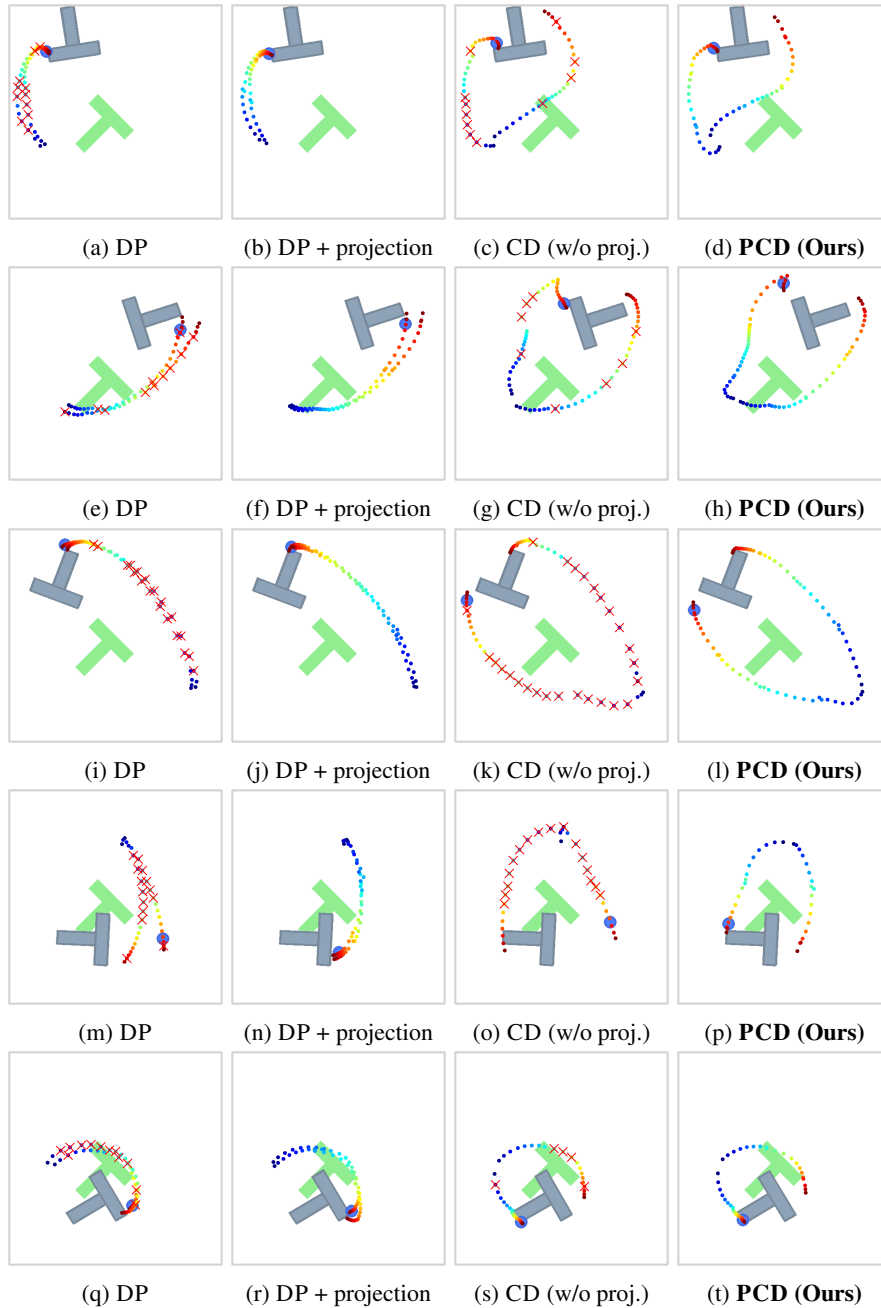 (a) DP (b) DP + projection (c) CD (w/o proj.) (d) PCD (Ours)
(e) DP (f) DP + projection (g) CD (w/o proj.) (h) PCD (Ours)
(i) DP (j) DP + projection (k) CD (w/o proj.) (l) PCD (Ours)
(m) DP (n) DP + projection (o) CD (w/o proj.) (p) PCD (Ours)
(q) DP (r) DP + projection (s) CD (w/o proj.) (t) PCD (Ours)